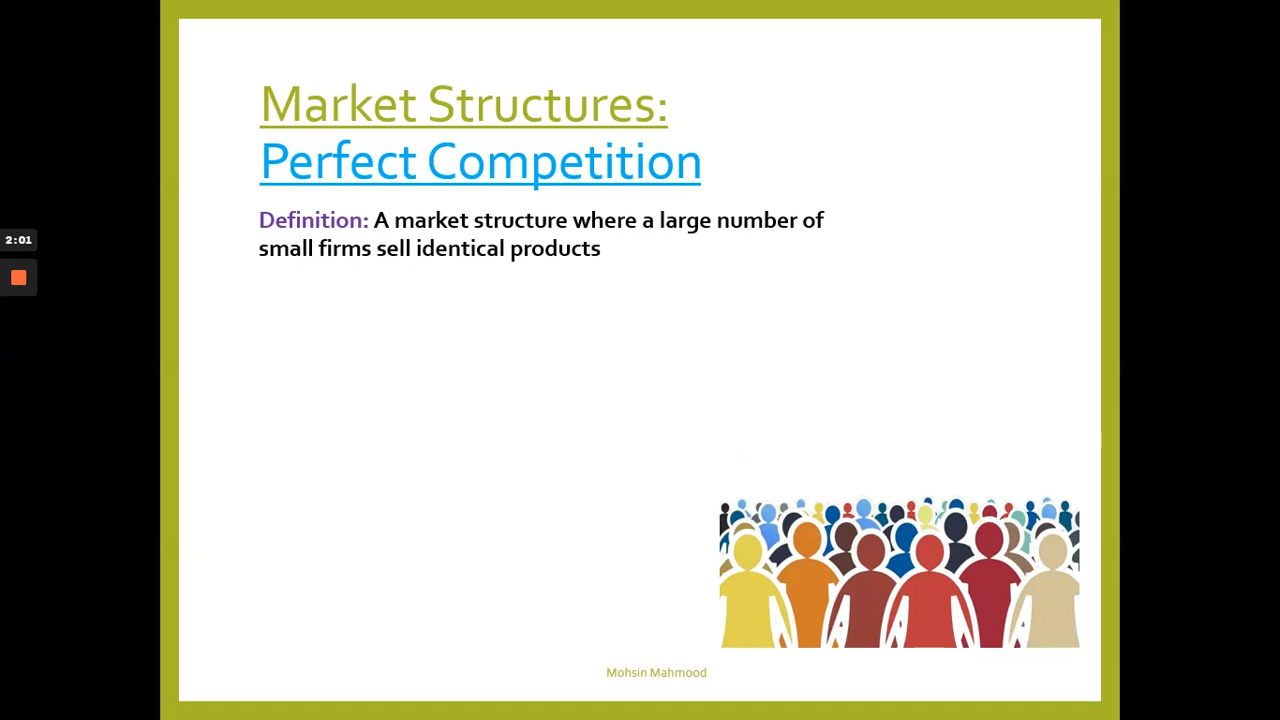 Market Structures:
Perfect Competition
Definition: A market structure where a large number of
small firms sell identical products
2:01
Mohsin Mahmood